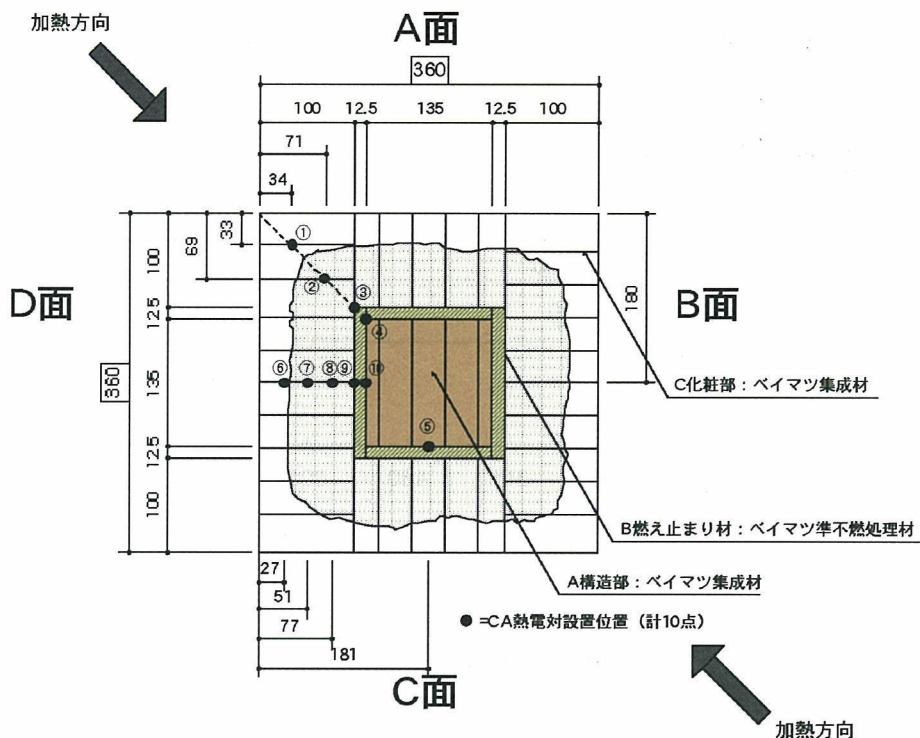 加熱方向
A面
360
100 12.5 135 12.5 100
71
34
33
69
100
12.5
135
12.5
100
360
180
D面
B面
①
②
③
④
⑥ ⑦ ⑧ ⑨ ⑩
⑤
C化粧部：ベイマツ集成材
B燃え止まり材：ベイマツ準不燃処理材
A構造部：ベイマツ集成材
27
51
77
181
●=CA熱電対設置位置（計10点）
C面
加熱方向